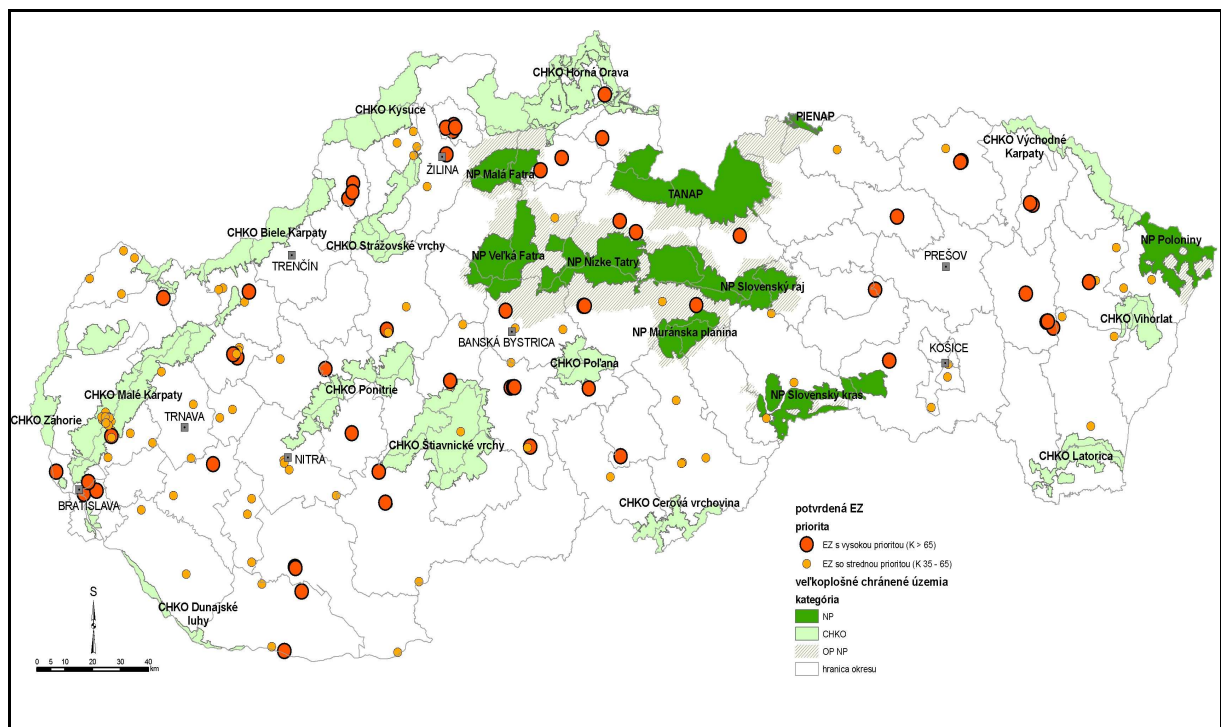 CHKO Horná Orava
CHKO Kysuce
PIENAP
CHKO Východné
Karpaty
ŽILINA
NP Malá Fatra
TANAP
CHKO Biele Karpaty
CHKO Strážovské vrchy
TRENČÍN
NP Veľká Fatra
NP Nízke Tatry
PREŠOV
NP Poloniny
NP Slovenský raj
NP Muránska planina
BANSKÁ BYSTRICA
CHKO Vihorlat
CHKO Poľana
KOŠICE
CHKO Malé Karpaty
CHKO Ponitrie
NP Slovenský kras
CHKO Záhorie
TRNAVA
CHKO Štiavnické vrchy
NITRA
CHKO Latorica
BRATISLAVA
CHKO Cerová vrchovina
CHKO Dunajské
luhy
S
0 5 10 20 30 40
km
potvrdená EZ
priorita
EZ s vysokou prioritou (K > 65)
EZ so strednou prioritou (K 35 - 65)
veľkoplošné chránené územia
kategória
NP
CHKO
OP NP
hranica okresu